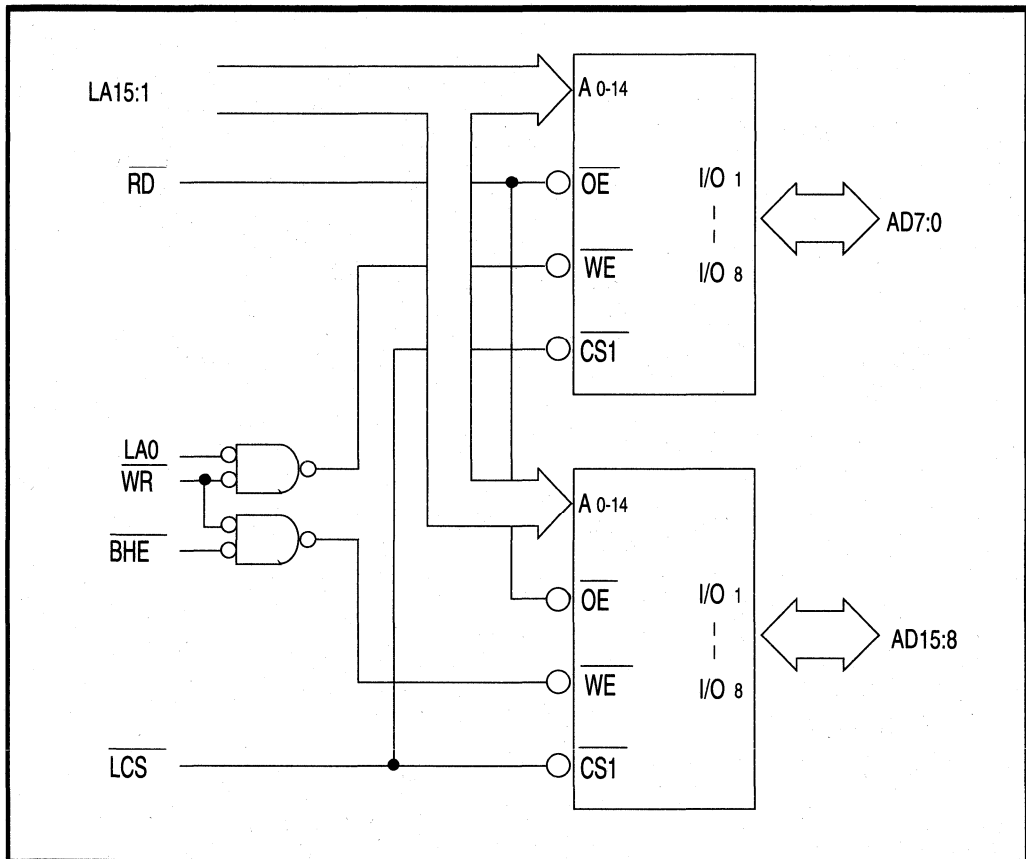 LA15:1
RD
LA0
WR
BHE
LCS
A 0-14
OE
WE
CS1
I/O 1
I/O 8
AD7:0
A 0-14
OE
WE
CS1
I/O 1
I/O 8
AD15:8